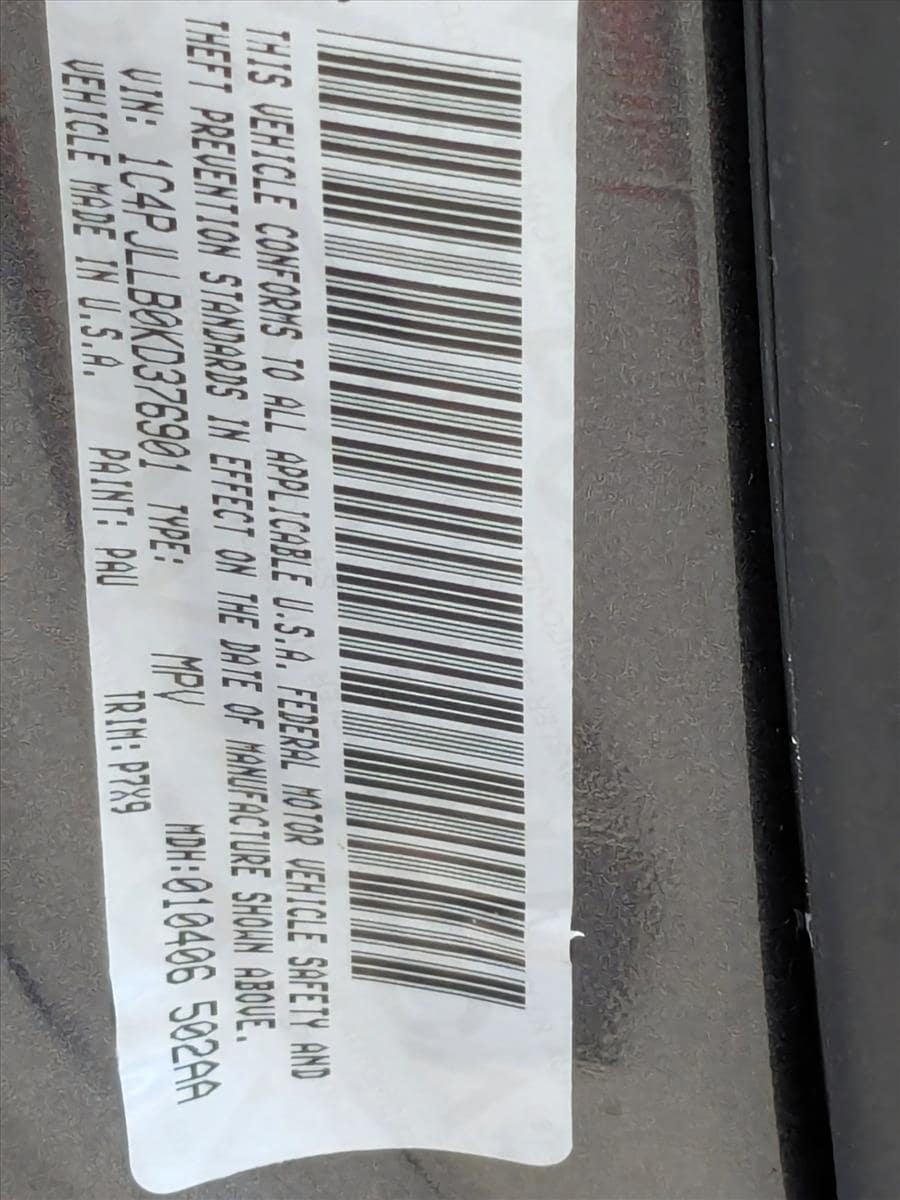 THIS VEHICLE CONFORMS TO ALL APPLICABLE U.S.A. FEDERAL MOTOR VEHICLE SAFETY AND
THEFT PREVENTION STANDARDS IN EFFECT ON THE DATE OF MANUFACTURE SHOWN ABOVE.
VIN: 1C4PJLLB0KD376901 TYPE: MPV MDH:010406 502AA
VEHICLE MADE IN U.S.A. PAINT: PAU TRIM: P7X9